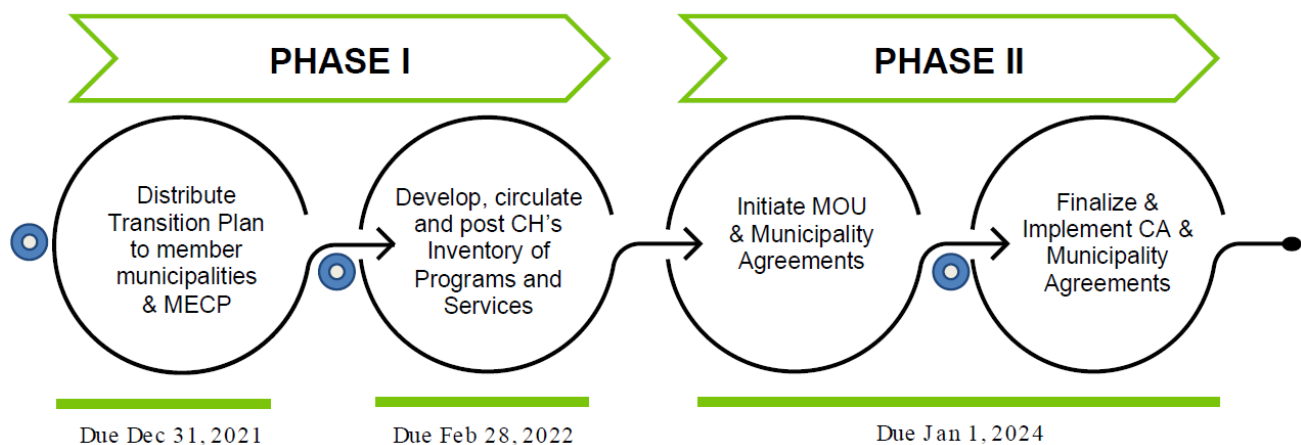 PHASE I
PHASE II
Distribute
Transition Plan
to member
municipalities
& MECP
Develop, circulate
and post CH's
Inventory of
Programs and
Services
Initiate MOU
& Municipality
Agreements
Finalize &
Implement CA &
Municipality
Agreements
Due Dec 31, 2021
Due Feb 28, 2022
Due Jan 1, 2024